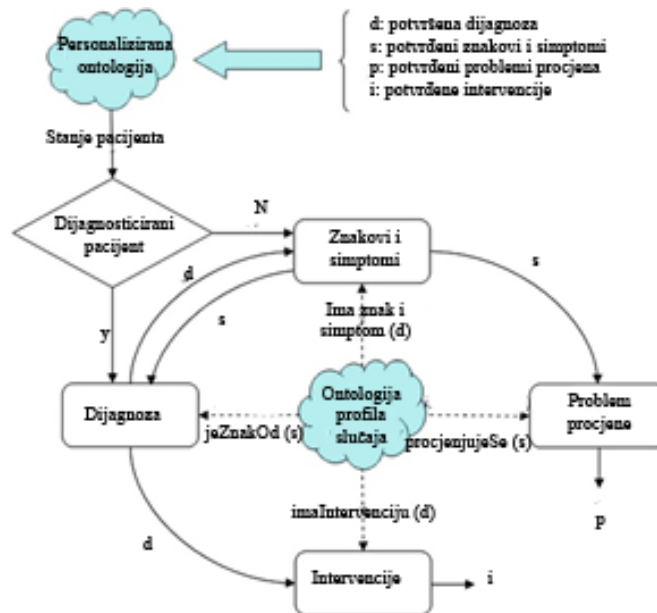 Personalizirana
ontologija
d: potvršena dijagnoza
s: potvrđeni znakovi i simptomi
p: potvrđeni problemi procjena
i: potvrđene intervencije
Stanje pacijenta
Dijagnosticirani
pacijent
N
Znakovi i
simptomi
d
s
s
y
Ima znak i
simptom (d)
Dijagnoza
Ontologija
profila
slučaja
Problem
procjene
jeZnakOd (s)
procjenjujeSe (s)
imaIntervenciju (d)
p
d
Intervencije
i